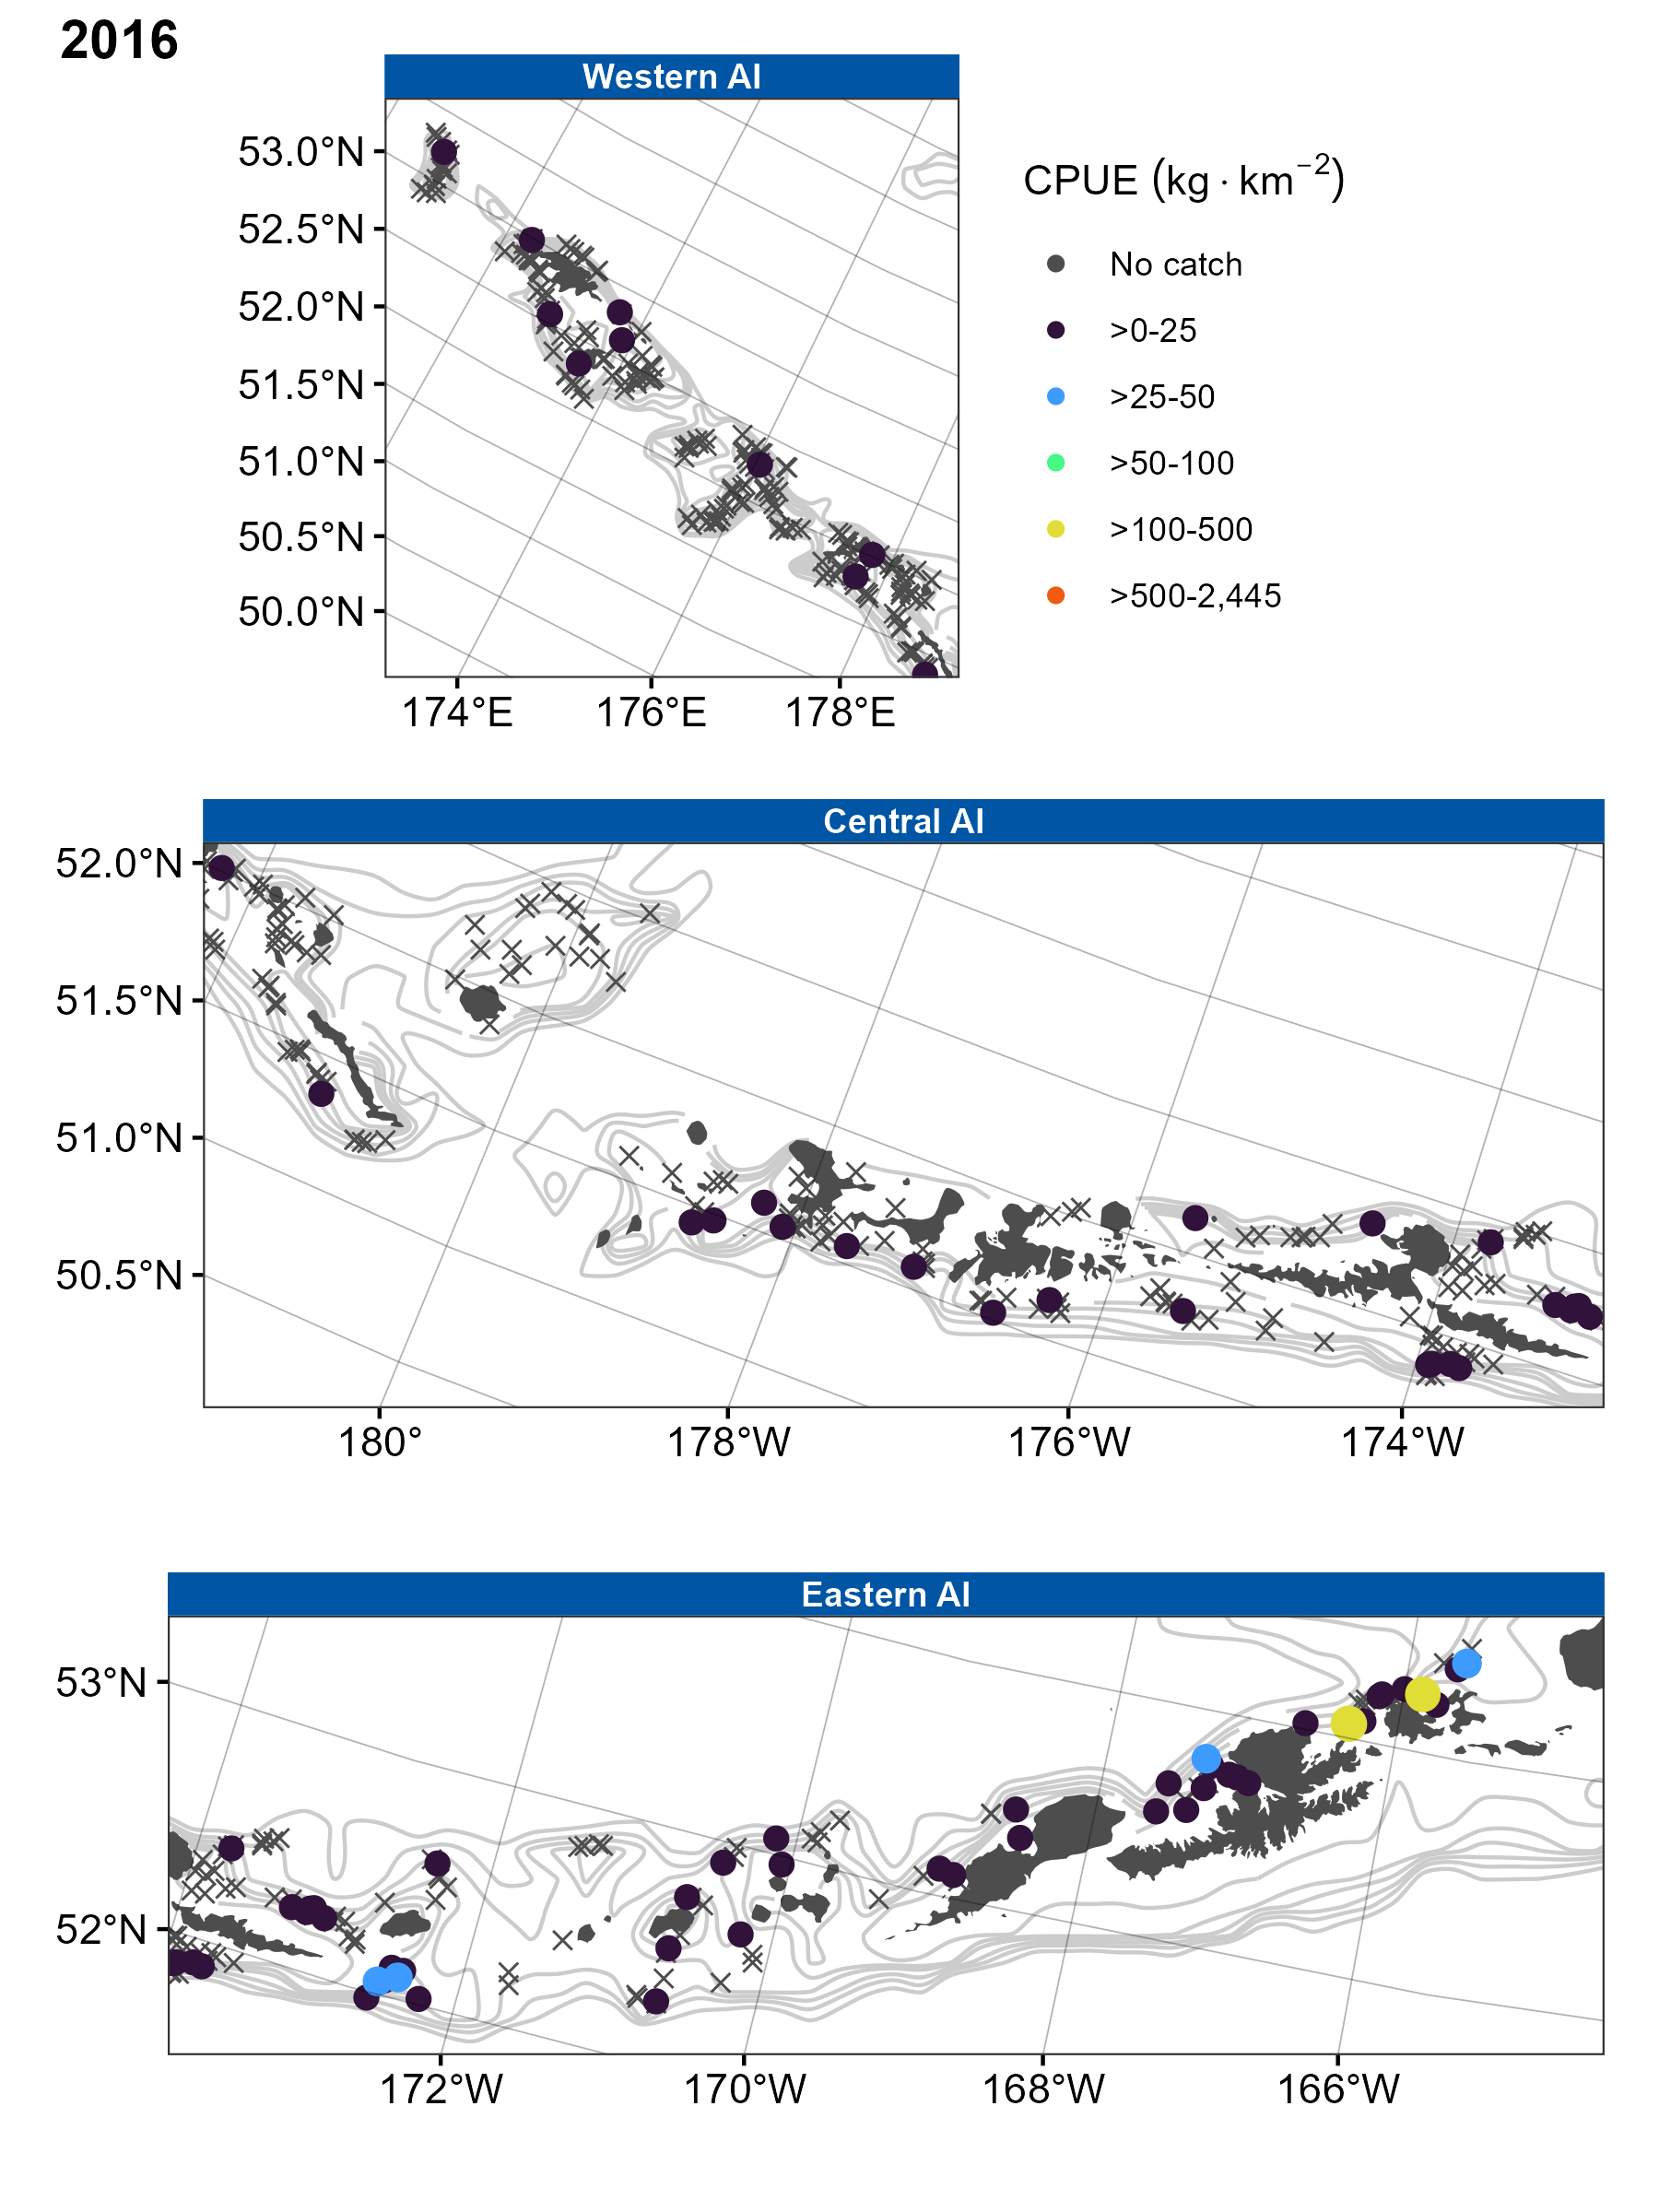 2016
Western AI
53.0°N
52.5°N
52.0°N
51.5°N
51.0°N
50.5°N
50.0°N
174°E 176°E 178°E
CPUE (kg · km⁻²)
No catch
>0-25
>25-50
>50-100
>100-500
>500-2,445
Central AI
52.0°N
51.5°N
51.0°N
50.5°N
180° 178°W 176°W 174°W
Eastern AI
53°N
52°N
172°W 170°W 168°W 166°W